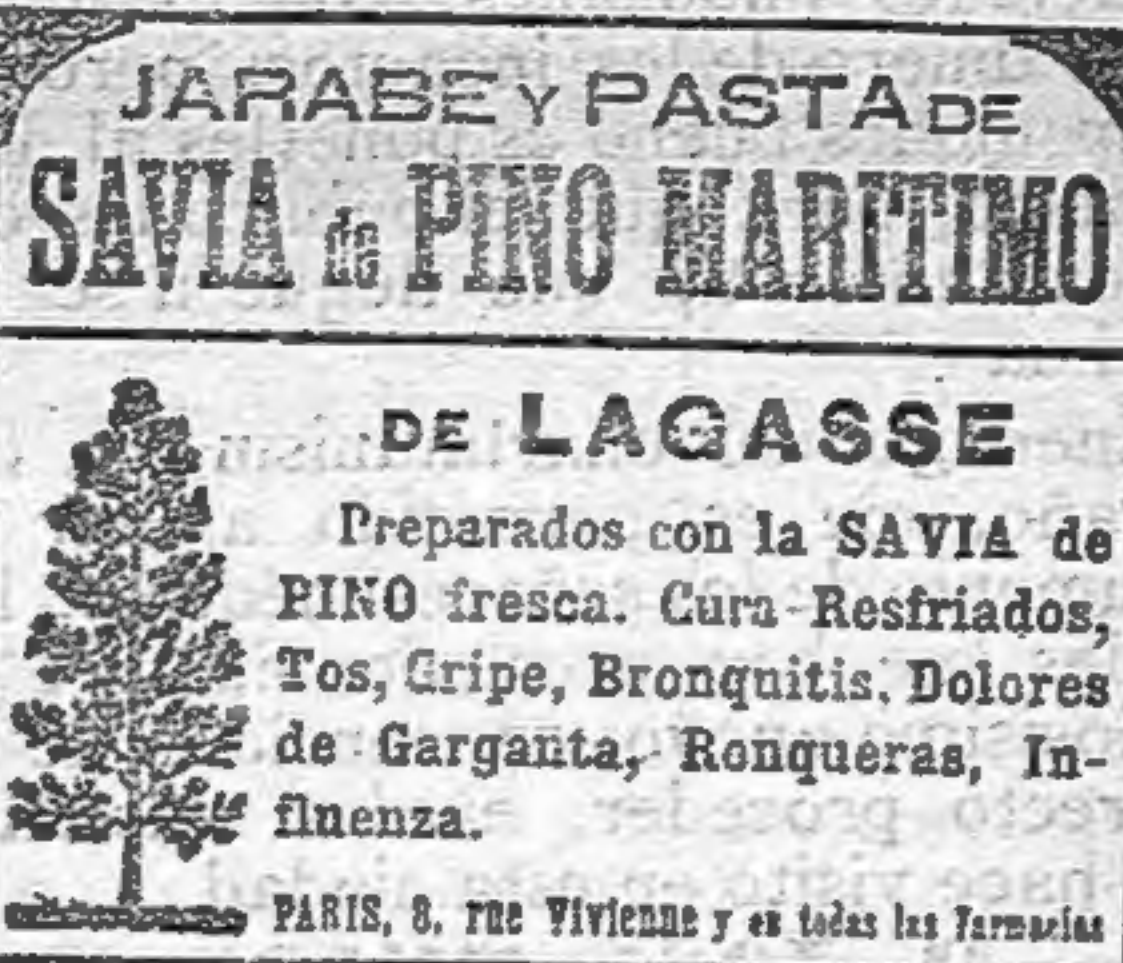 JARABE Y PASTA DE
SAVIA de PINO MARITIMO
DE LAGASSE
Preparados con la SAVIA de
PINO fresca. Cura Resfriados,
Tos, Gripe, Bronquitis, Dolores
de Garganta, Ronqueras, In-
fluenza.
PARIS, 8, rue Vivienne y en todas las Farmacias